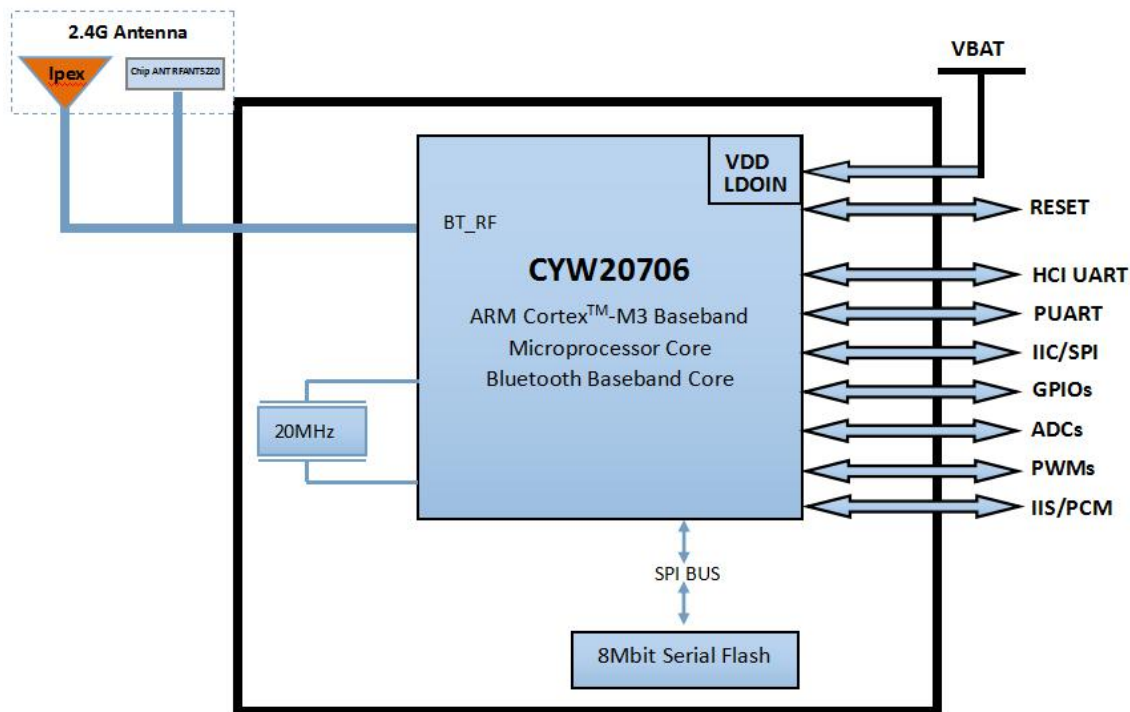 2.4G Antenna
Ipex
Chip ANT RFANT5220
VBAT
VDD
LDOIN
RESET
BT_RF
CYW20706
ARM Cortex™-M3 Baseband
Microprocessor Core
Bluetooth Baseband Core
HCI UART
PUART
IIC/SPI
GPIOs
ADCs
PWMs
IIS/PCM
20MHz
SPI BUS
8Mbit Serial Flash